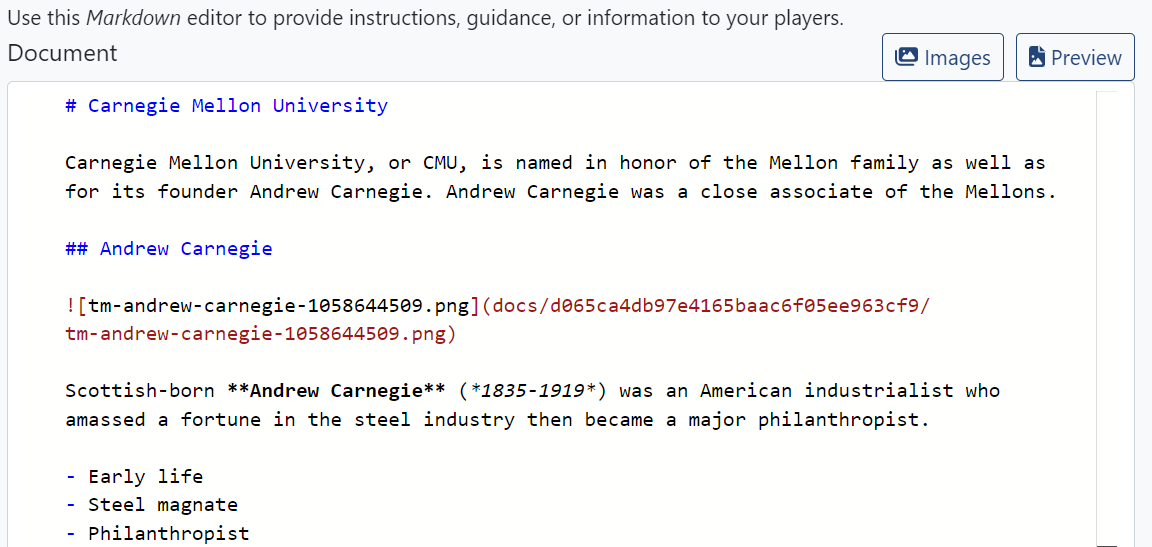 Use this Markdown editor to provide instructions, guidance, or information to your players.
Document
Images
Preview
# Carnegie Mellon University
Carnegie Mellon University, or CMU, is named in honor of the Mellon family as well as
for its founder Andrew Carnegie. Andrew Carnegie was a close associate of the Mellons.
## Andrew Carnegie
![tm-andrew-carnegie-1058644509.png](docs/d065ca4db97e4165baac6f05ee963cf9/
tm-andrew-carnegie-1058644509.png)
Scottish-born **Andrew Carnegie** (*1835-1919*) was an American industrialist who
amassed a fortune in the steel industry then became a major philanthropist.
- Early life
- Steel magnate
- Philanthropist